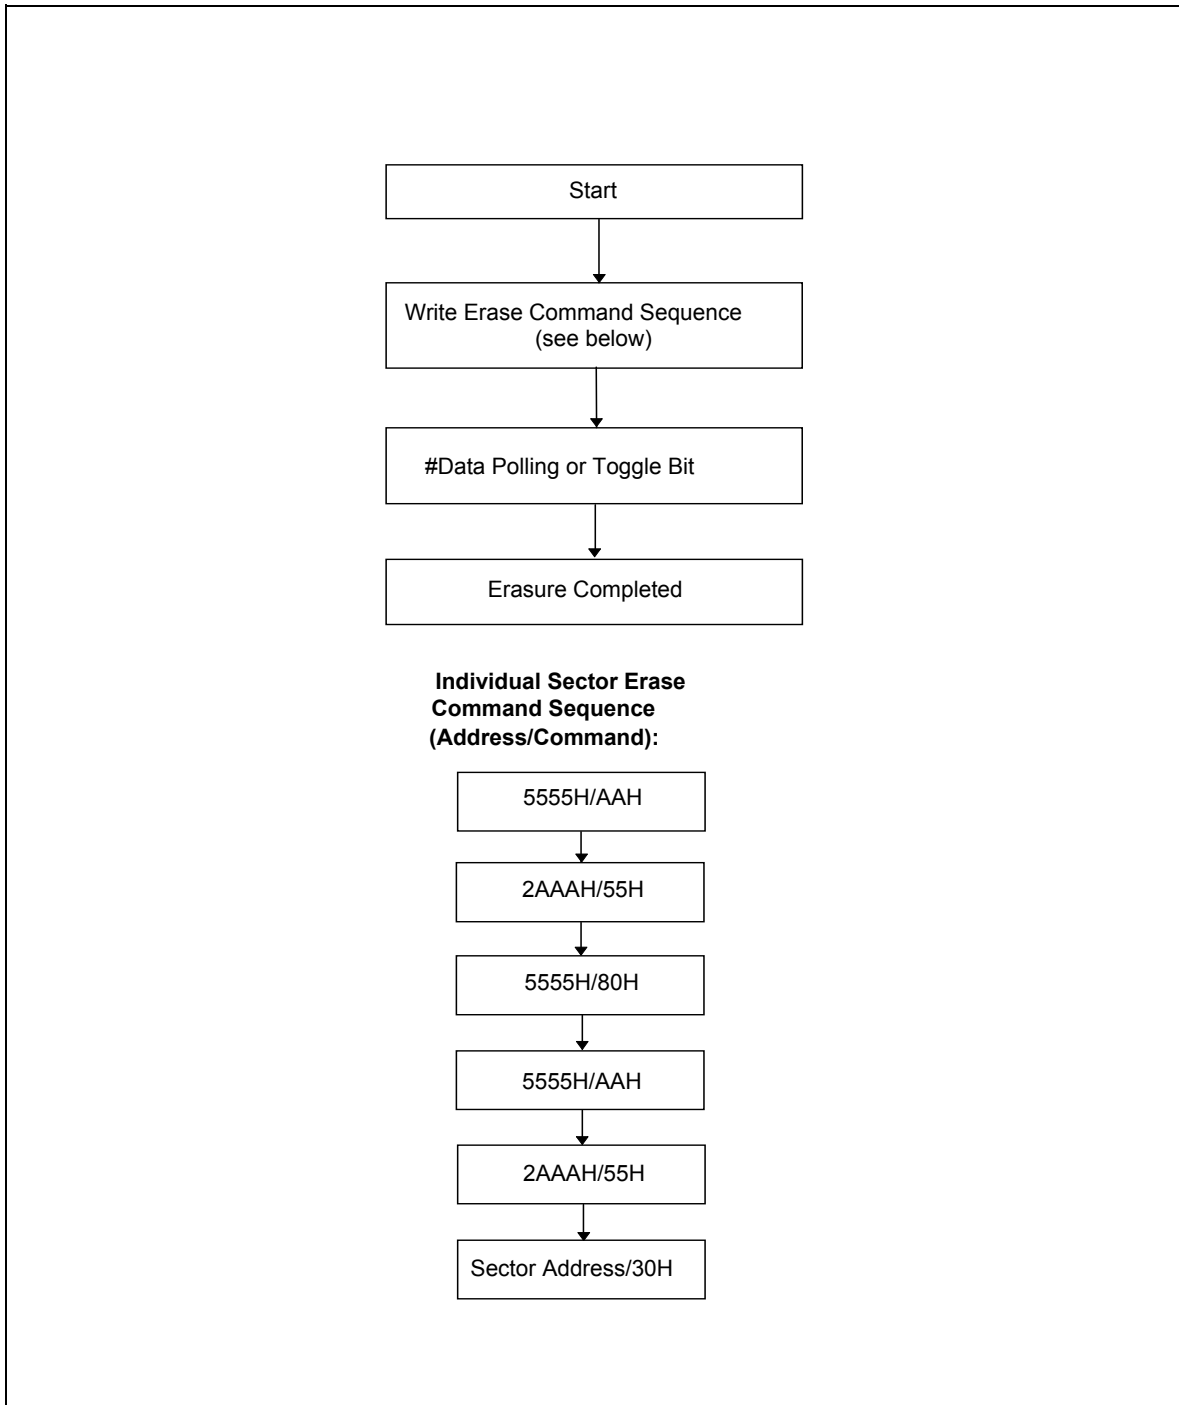 Start
Write Erase Command Sequence
(see below)
#Data Polling or Toggle Bit
Erasure Completed
Individual Sector Erase
Command Sequence
(Address/Command):
5555H/AAH
2AAAH/55H
5555H/80H
5555H/AAH
2AAAH/55H
Sector Address/30H